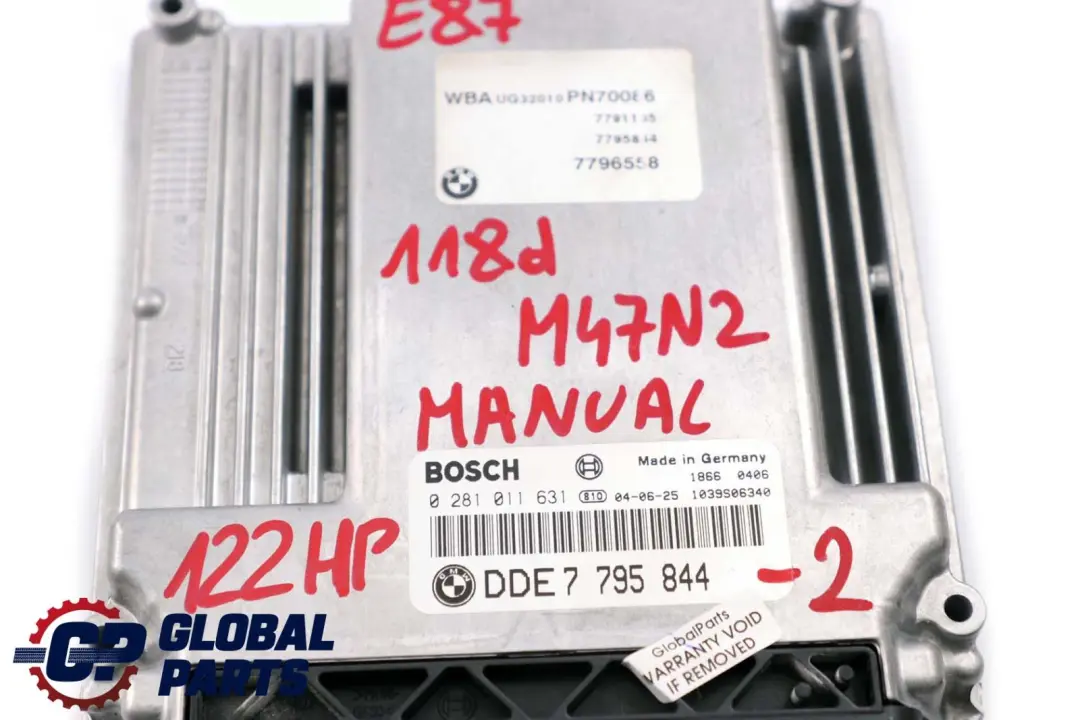 E87
WBA UG32010 PN70086
7791135
7795844
7796558
118d
M47N2
MANUAL
BOSCH
Made in Germany
1866 0406
0 281 011 631 810 04-06-25 1039S06340
BMW
DDE 7 795 844
-2
122HP
GlobalParts
WARRANTY VOID
IF REMOVED
GP GLOBAL
PARTS